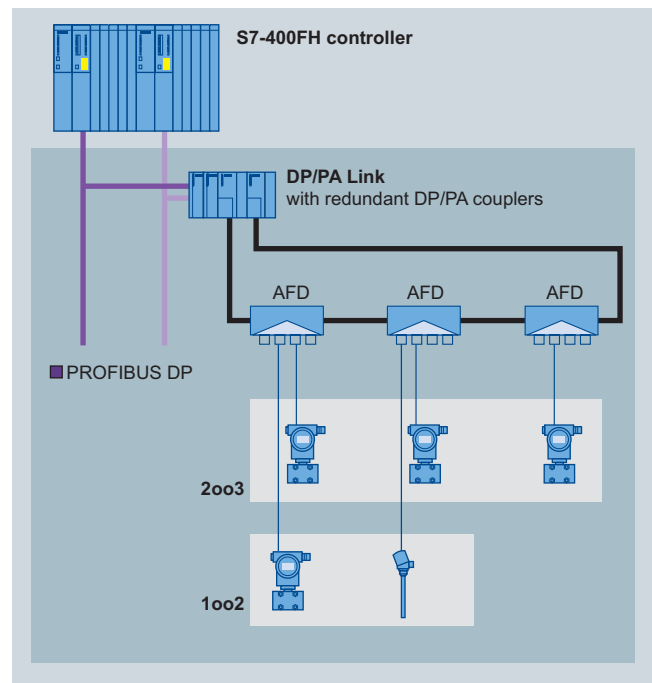 S7-400FH controller
DP/PA Link
with redundant DP/PA couplers
AFD AFD AFD
PROFIBUS DP
2oo3
1oo2